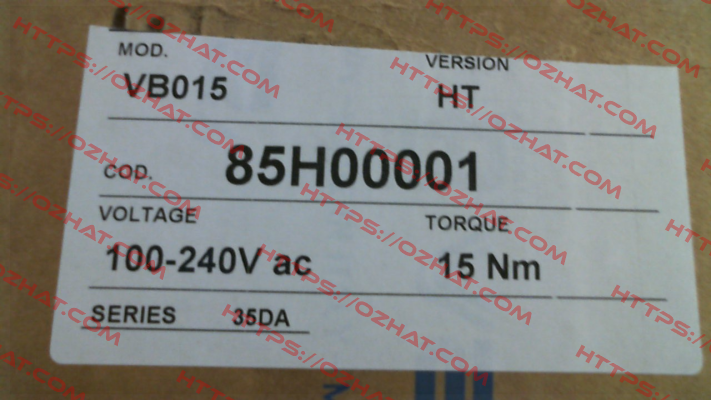 MOD. VERSION
VB015 HT
COD. 85H00001
VOLTAGE TORQUE
100-240V ac 15 Nm
SERIES 35DA
HTTPS://OZHAT.COM